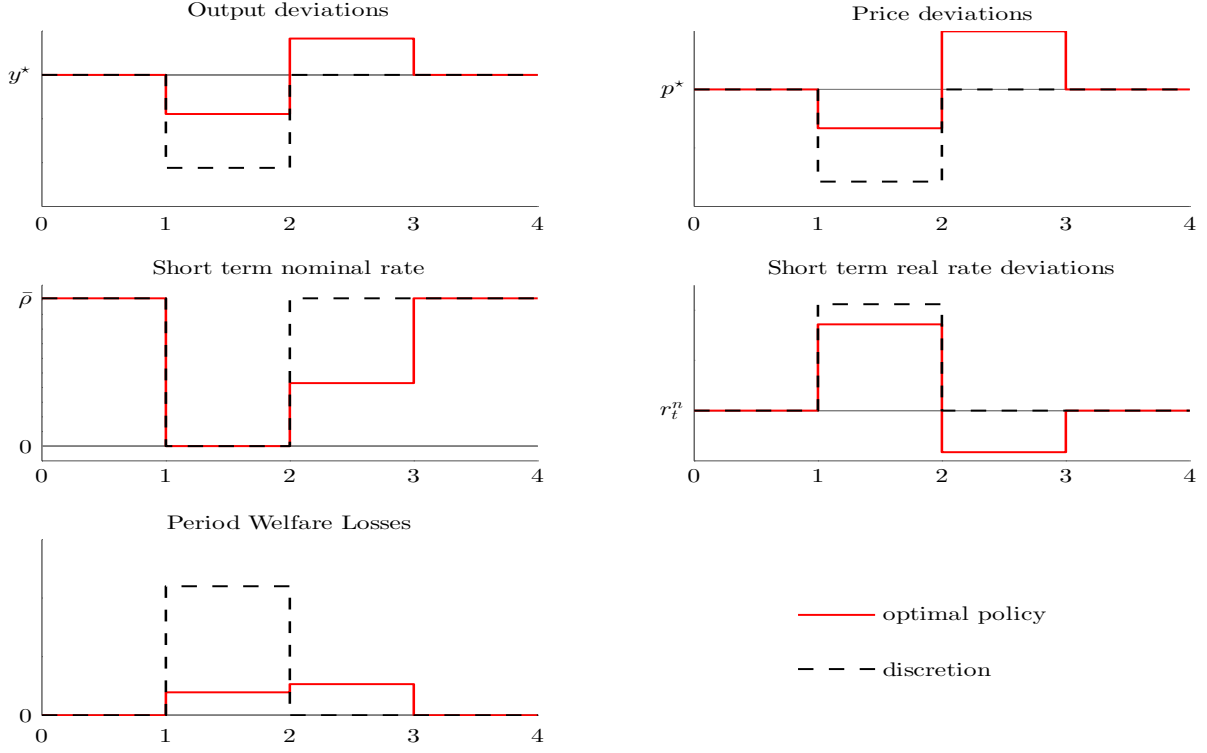 Output deviations
y⋆
0 1 2 3 4
Price deviations
p⋆
0 1 2 3 4
Short term nominal rate
ρ̄
0
0 1 2 3 4
Short term real rate deviations
rₜⁿ
0 1 2 3 4
Period Welfare Losses
0
0 1 2 3 4
optimal policy
discretion